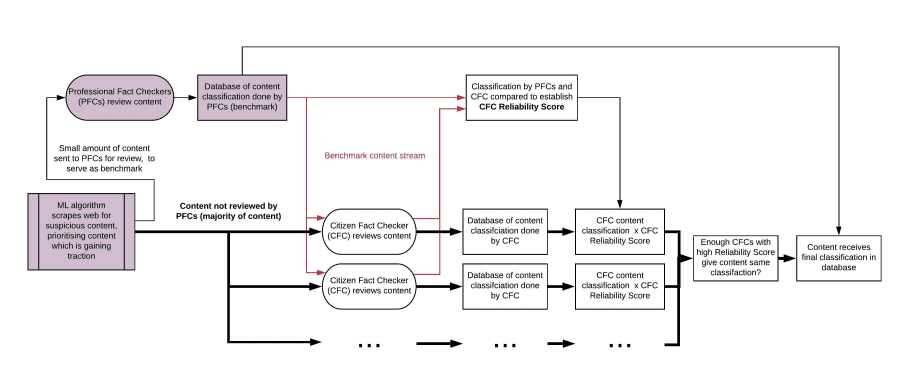 Professional Fact Checkers
(PFCs) review content
Database of content
classification done by
PFCs (benchmark)
Classification by PFCs and
CFC compared to establish
CFC Reliability Score
Small amount of content
sent to PFCs for review, to
serve as benchmark
Benchmark content stream
ML algorithm
scrapes web for
suspicious content,
prioritising content
which is gaining
traction
Content not reviewed by
PFCs (majority of content)
Citizen Fact Checker
(CFC) reviews content
Database of content
classifciation done
by CFC
CFC content
classification x CFC
Reliability Score
Enough CFCs with
high Reliability Score
give content same
classifaction?
Content receives
final classification in
database
Citizen Fact Checker
(CFC) reviews content
Database of content
classifciation done
by CFC
CFC content
classification x CFC
Reliability Score
... ... ...